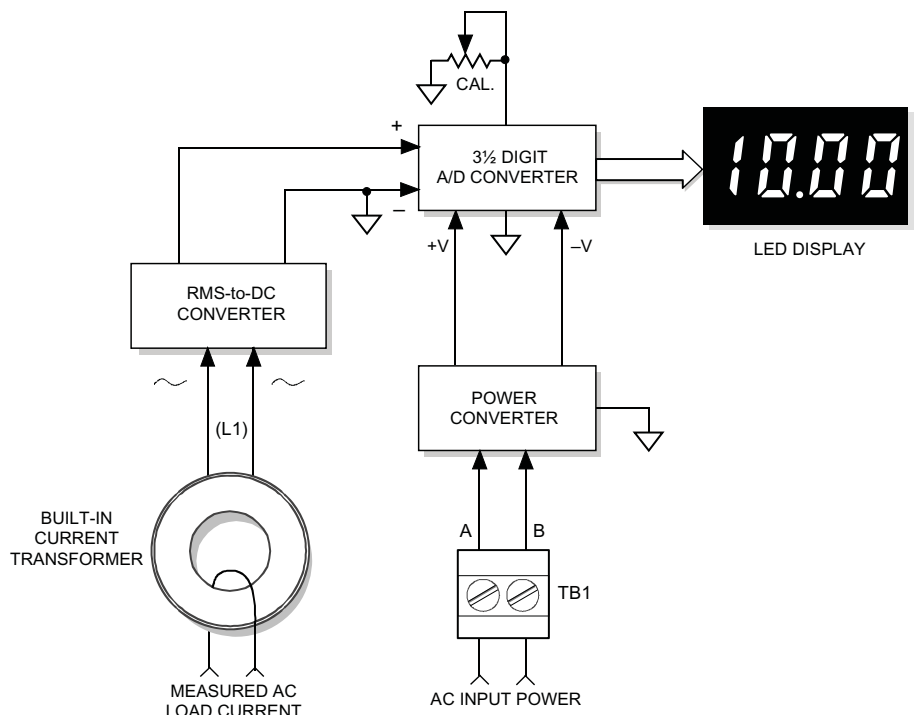 CAL.
+
–
3½ DIGIT
A/D CONVERTER
10.00
LED DISPLAY
+V
–V
RMS-to-DC
CONVERTER
(L1)
POWER
CONVERTER
BUILT-IN
CURRENT
TRANSFORMER
A
B
TB1
MEASURED AC
LOAD CURRENT
AC INPUT POWER